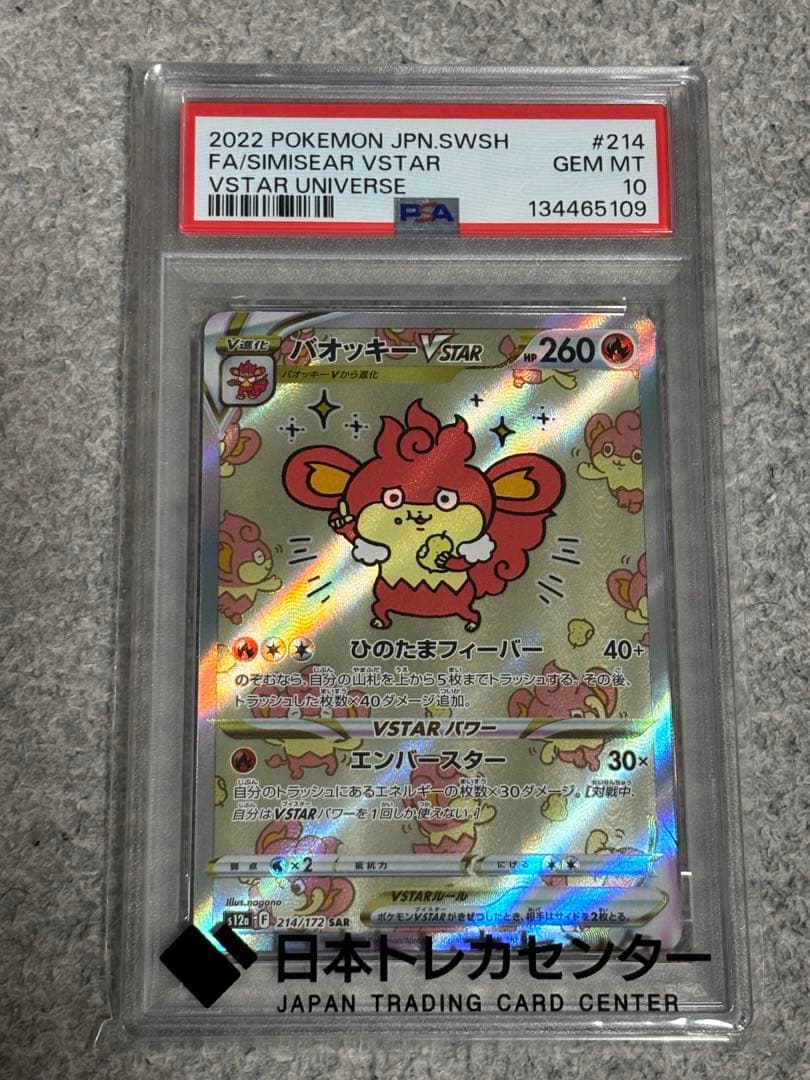 2022 POKEMON JPN.SWSH #214
FA/SIMISEAR VSTAR GEM MT
VSTAR UNIVERSE 10
PSA 134465109
V進化 バオッキー VSTAR HP 260
バオッキーVから進化
ひのたまフィーバー 40+
のぞむなら、自分の山札を上から5枚までトラッシュする。その後、
トラッシュした枚数×40ダメージ追加。
VSTARパワー
エンバースター 30×
自分のトラッシュにあるエネルギーの枚数×30ダメージ。[対戦中、
自分はVSTARパワーを1回しか使えない。]
弱点 ×2 抵抗力 にげる
Illus.nagano VSTARルール
s12a F 214/172 SAR ポケモンVSTARがきぜつしたとき、相手はサイドを2枚とる。
日本トレカセンター
JAPAN TRADING CARD CENTER